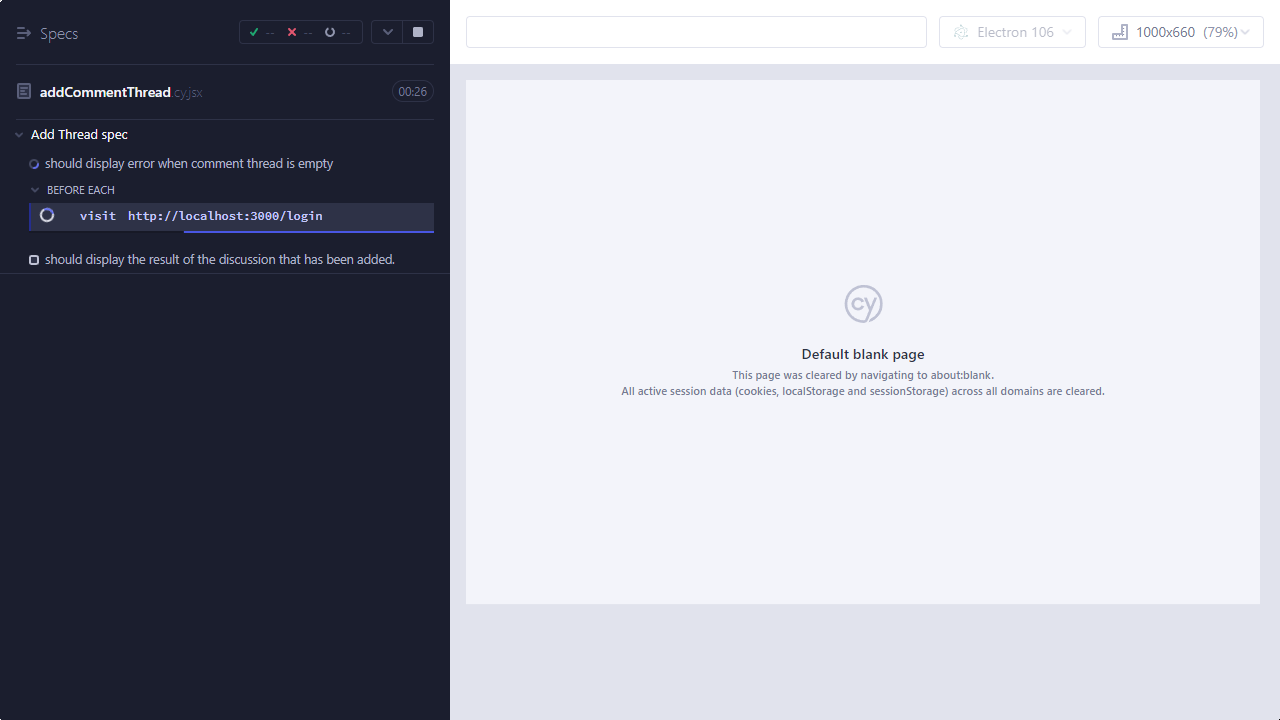 Specs
--
--
--
addCommentThread.cy.jsx
00:26
Add Thread spec
should display error when comment thread is empty
BEFORE EACH
visit http://localhost:3000/login
should display the result of the discussion that has been added.
Electron 106
1000x660 (79%)
cy
Default blank page
This page was cleared by navigating to about:blank.
All active session data (cookies, localStorage and sessionStorage) across all domains are cleared.